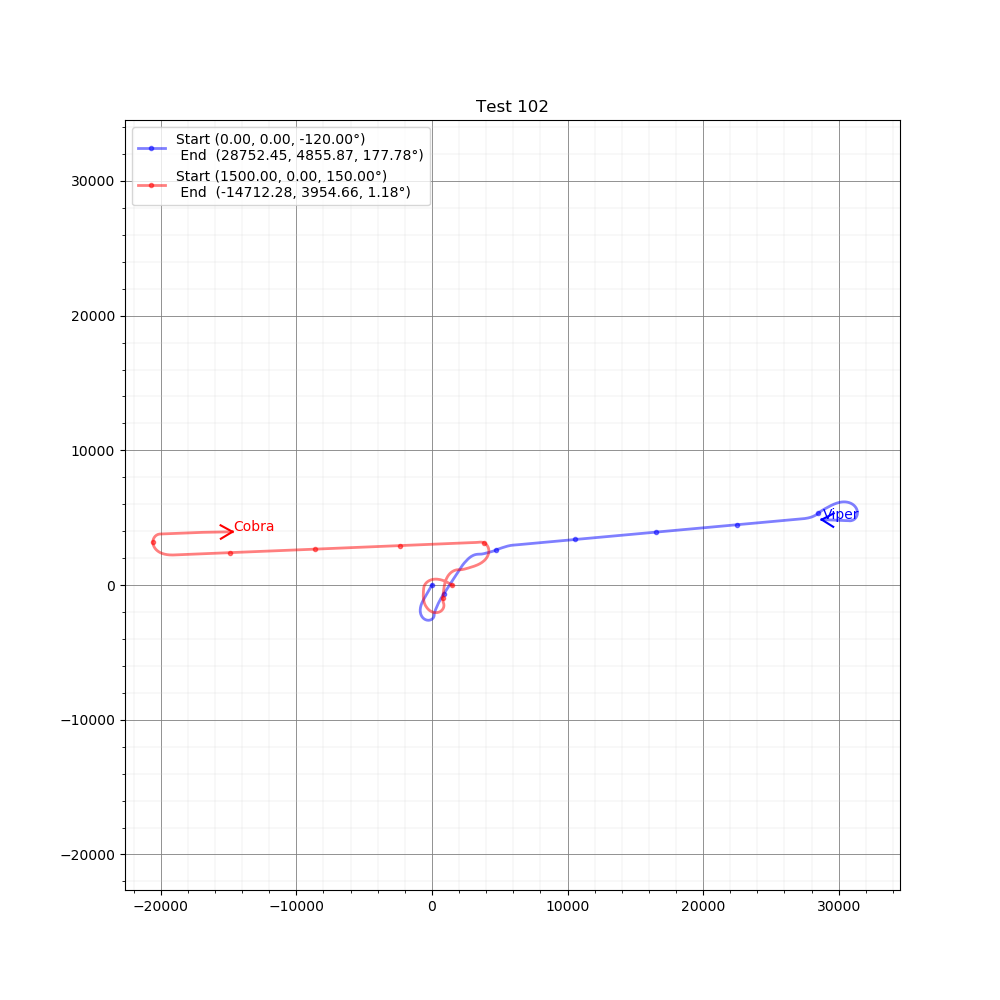 Test 102
Start (0.00, 0.00, -120.00°)
End  (28752.45, 4855.87, 177.78°)
Start (1500.00, 0.00, 150.00°)
End  (-14712.28, 3954.66, 1.18°)
30000
20000
10000
0
−10000
−20000
Cobra
Viper
−20000
−10000
0
10000
20000
30000